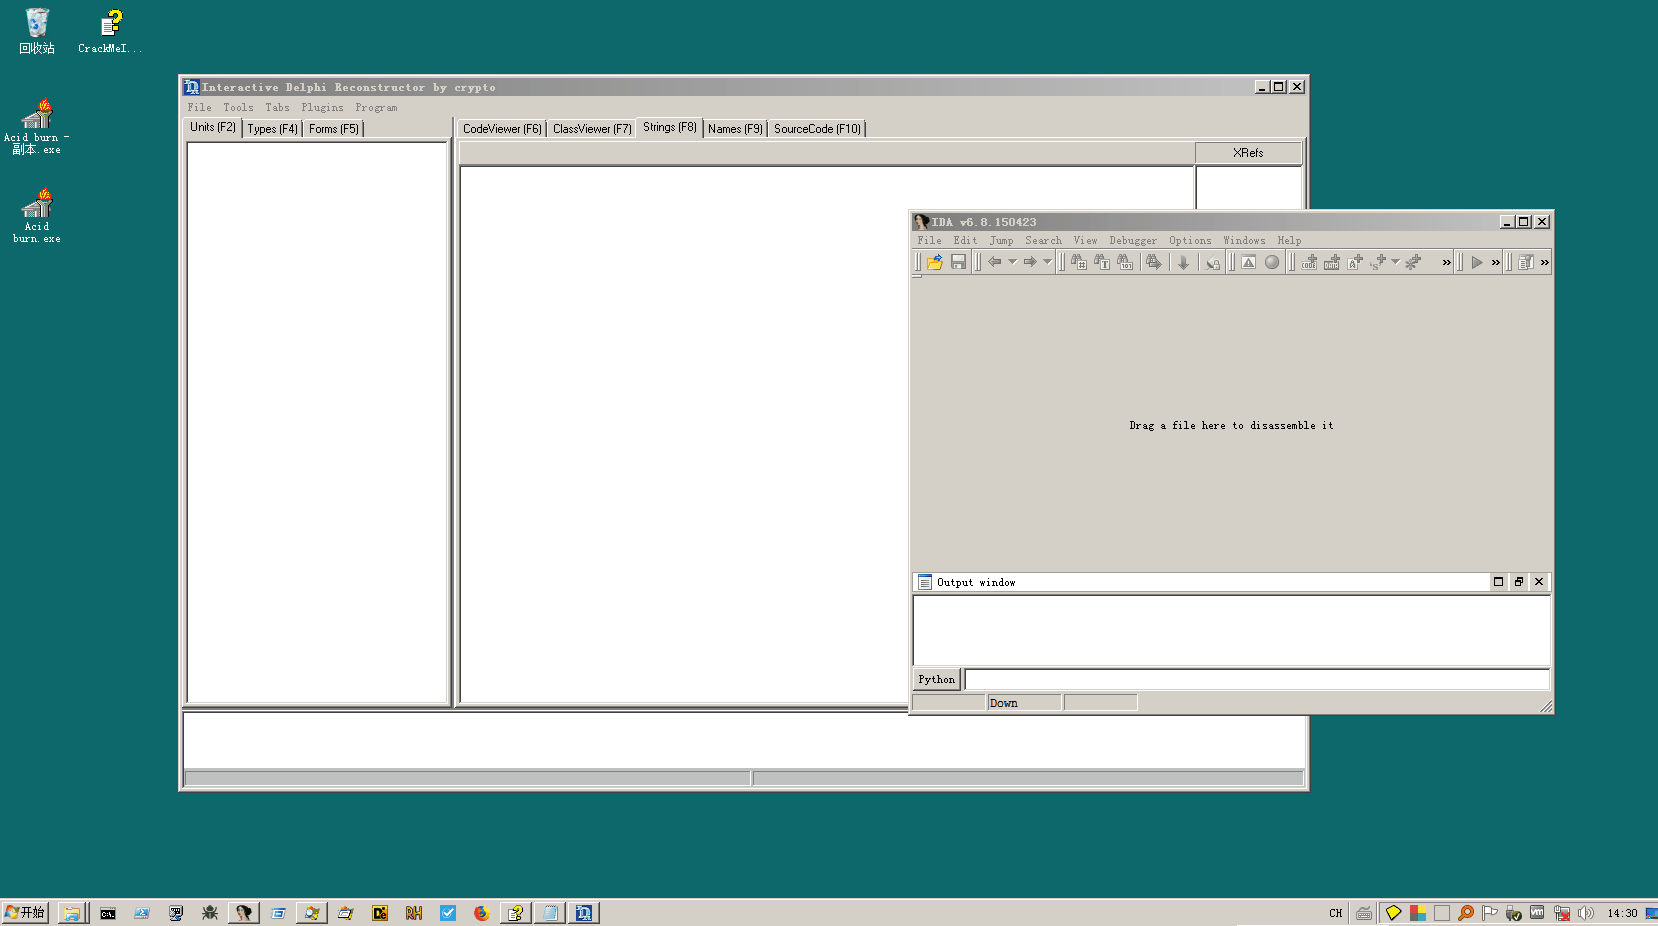 回收站
CrackMeI...
Acid burn -
副本.exe
Acid
burn.exe
Interactive Delphi Reconstructor by crypto
File Tools Tabs Plugins Program
Units (F2) Types (F4) Forms (F5)
CodeViewer (F6) ClassViewer (F7) Strings (F8) Names (F9) SourceCode (F10)
XRefs
IDA v6.8.150423
File Edit Jump Search View Debugger Options Windows Help
Drag a file here to disassemble it
Output window
Python
Down
开始
CH
14:30